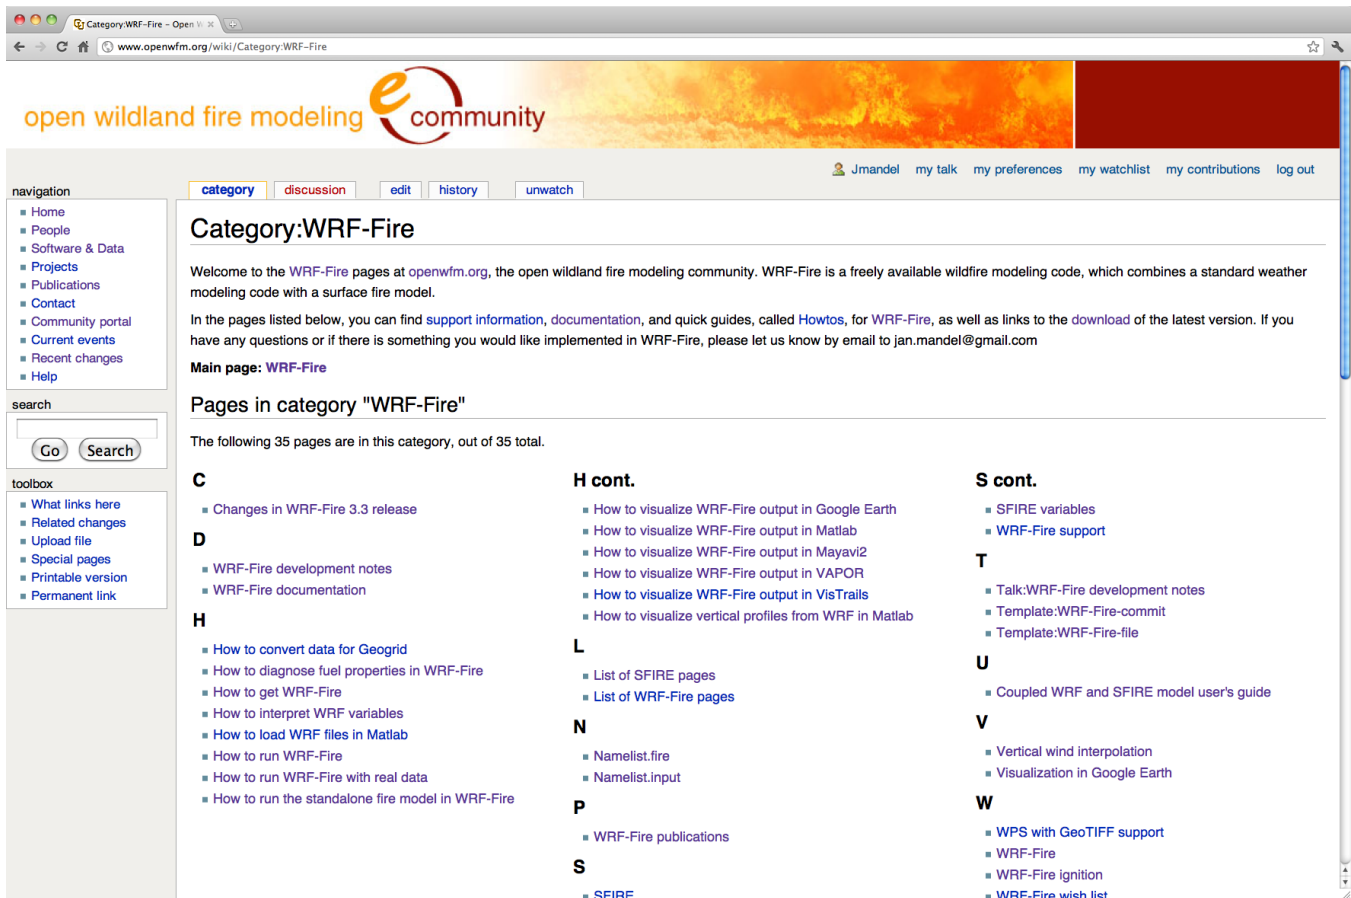 Category:WRF-Fire – Open W
www.openwfm.org/wiki/Category:WRF-Fire
open wildland fire modeling e community
Jmandel my talk my preferences my watchlist my contributions log out
navigation
Home
People
Software & Data
Projects
Publications
Contact
Community portal
Current events
Recent changes
Help
search
Go Search
toolbox
What links here
Related changes
Upload file
Special pages
Printable version
Permanent link
category discussion edit history unwatch
Category:WRF-Fire
Welcome to the WRF-Fire pages at openwfm.org, the open wildland fire modeling community. WRF-Fire is a freely available wildfire modeling code, which combines a standard weather
modeling code with a surface fire model.
In the pages listed below, you can find support information, documentation, and quick guides, called Howtos, for WRF-Fire, as well as links to the download of the latest version. If you
have any questions or if there is something you would like implemented in WRF-Fire, please let us know by email to jan.mandel@gmail.com
Main page: WRF-Fire
Pages in category "WRF-Fire"
The following 35 pages are in this category, out of 35 total.
C
Changes in WRF-Fire 3.3 release
D
WRF-Fire development notes
WRF-Fire documentation
H
How to convert data for Geogrid
How to diagnose fuel properties in WRF-Fire
How to get WRF-Fire
How to interpret WRF variables
How to load WRF files in Matlab
How to run WRF-Fire
How to run WRF-Fire with real data
How to run the standalone fire model in WRF-Fire
H cont.
How to visualize WRF-Fire output in Google Earth
How to visualize WRF-Fire output in Matlab
How to visualize WRF-Fire output in Mayavi2
How to visualize WRF-Fire output in VAPOR
How to visualize WRF-Fire output in VisTrails
How to visualize vertical profiles from WRF in Matlab
L
List of SFIRE pages
List of WRF-Fire pages
N
Namelist.fire
Namelist.input
P
WRF-Fire publications
S
SFIRE
S cont.
SFIRE variables
WRF-Fire support
T
Talk:WRF-Fire development notes
Template:WRF-Fire-commit
Template:WRF-Fire-file
U
Coupled WRF and SFIRE model user's guide
V
Vertical wind interpolation
Visualization in Google Earth
W
WPS with GeoTIFF support
WRF-Fire
WRF-Fire ignition
WRF-Fire wish list